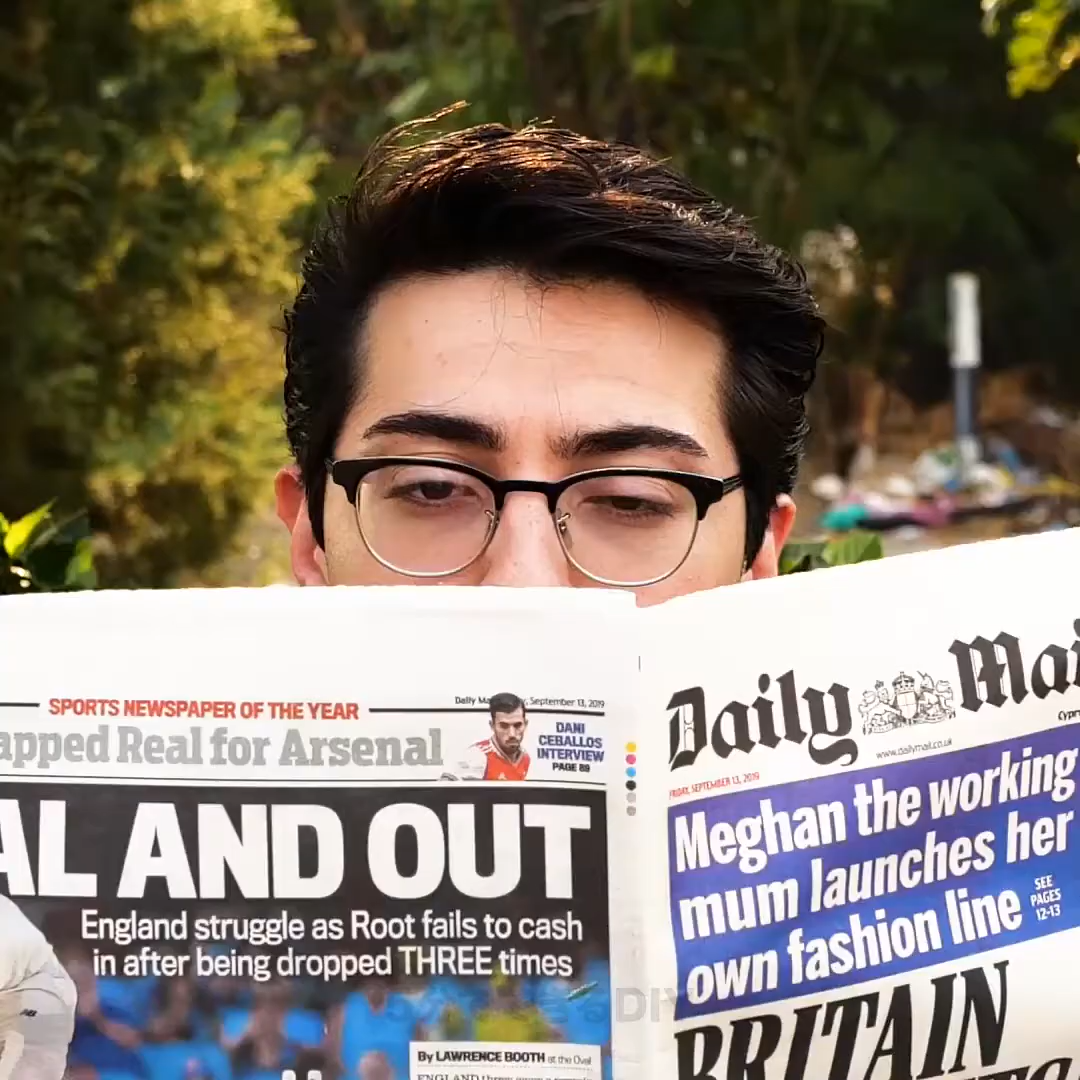 SPORTS NEWSPAPER OF THE YEAR
September 13, 2019
Real for Arsenal
DANI
CEBALLOS
INTERVIEW
PAGE 89
AND OUT
England struggle as Root fails to cash
in after being dropped THREE times
By LAWRENCE BOOTH at the Oval
Daily
www.dailymail.co.uk
FRIDAY, SEPTEMBER 13, 2019
Meghan the working
mum launches her
own fashion line
SEE
PAGES
12-13
BRITAIN